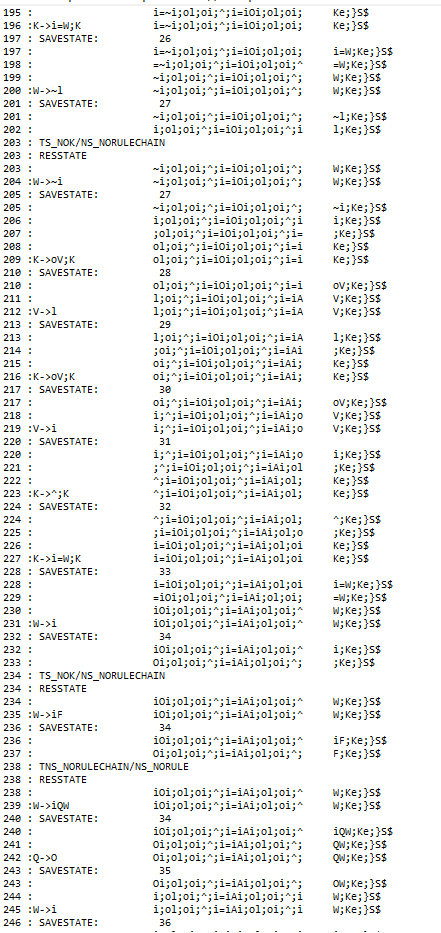 195 : i=~i;ol;oi;^;i=iOi;ol;oi; Ke;}S$
196 :K->i=W;K i=~i;ol;oi;^;i=iOi;ol;oi; Ke;}S$
197 : SAVESTATE: 26
197 : i=~i;ol;oi;^;i=iOi;ol;oi; i=W;Ke;}S$
198 : =~i;ol;oi;^;i=iOi;ol;oi;^ =W;Ke;}S$
199 : ~i;ol;oi;^;i=iOi;ol;oi;^; W;Ke;}S$
200 :W->~l ~i;ol;oi;^;i=iOi;ol;oi;^; W;Ke;}S$
201 : SAVESTATE: 27
201 : ~i;ol;oi;^;i=iOi;ol;oi;^; ~l;Ke;}S$
202 : i;ol;oi;^;i=iOi;ol;oi;^;i l;Ke;}S$
203 : TS_NOK/NS_NORULECHAIN
203 : RESSTATE
203 : ~i;ol;oi;^;i=iOi;ol;oi;^; W;Ke;}S$
204 :W->~i ~i;ol;oi;^;i=iOi;ol;oi;^; W;Ke;}S$
205 : SAVESTATE: 27
205 : ~i;ol;oi;^;i=iOi;ol;oi;^; ~i;Ke;}S$
206 : i;ol;oi;^;i=iOi;ol;oi;^;i i;Ke;}S$
207 : ;ol;oi;^;i=iOi;ol;oi;^;i= ;Ke;}S$
208 : ol;oi;^;i=iOi;ol;oi;^;i=i Ke;}S$
209 :K->oV;K ol;oi;^;i=iOi;ol;oi;^;i=i Ke;}S$
210 : SAVESTATE: 28
210 : ol;oi;^;i=iOi;ol;oi;^;i=i oV;Ke;}S$
211 : l;oi;^;i=iOi;ol;oi;^;i=iA V;Ke;}S$
212 :V->l l;oi;^;i=iOi;ol;oi;^;i=iA V;Ke;}S$
213 : SAVESTATE: 29
213 : l;oi;^;i=iOi;ol;oi;^;i=iA l;Ke;}S$
214 : ;oi;^;i=iOi;ol;oi;^;i=iAi ;Ke;}S$
215 : oi;^;i=iOi;ol;oi;^;i=iAi; Ke;}S$
216 :K->oV;K oi;^;i=iOi;ol;oi;^;i=iAi; Ke;}S$
217 : SAVESTATE: 30
217 : oi;^;i=iOi;ol;oi;^;i=iAi; oV;Ke;}S$
218 : i;^;i=iOi;ol;oi;^;i=iAi;o V;Ke;}S$
219 :V->i i;^;i=iOi;ol;oi;^;i=iAi;o V;Ke;}S$
220 : SAVESTATE: 31
220 : i;^;i=iOi;ol;oi;^;i=iAi;o i;Ke;}S$
221 : ;^;i=iOi;ol;oi;^;i=iAi;ol ;Ke;}S$
222 : ^;i=iOi;ol;oi;^;i=iAi;ol; Ke;}S$
223 :K->^;K ^;i=iOi;ol;oi;^;i=iAi;ol; Ke;}S$
224 : SAVESTATE: 32
224 : ^;i=iOi;ol;oi;^;i=iAi;ol; ^;Ke;}S$
225 : ;i=iOi;ol;oi;^;i=iAi;ol;o ;Ke;}S$
226 : i=iOi;ol;oi;^;i=iAi;ol;oi Ke;}S$
227 :K->i=W;K i=iOi;ol;oi;^;i=iAi;ol;oi Ke;}S$
228 : SAVESTATE: 33
228 : i=iOi;ol;oi;^;i=iAi;ol;oi i=W;Ke;}S$
229 : =iOi;ol;oi;^;i=iAi;ol;oi; =W;Ke;}S$
230 : iOi;ol;oi;^;i=iAi;ol;oi;^ W;Ke;}S$
231 :W->i iOi;ol;oi;^;i=iAi;ol;oi;^ W;Ke;}S$
232 : SAVESTATE: 34
232 : iOi;ol;oi;^;i=iAi;ol;oi;^ i;Ke;}S$
233 : Oi;ol;oi;^;i=iAi;ol;oi;^; ;Ke;}S$
234 : TS_NOK/NS_NORULECHAIN
234 : RESSTATE
234 : iOi;ol;oi;^;i=iAi;ol;oi;^ W;Ke;}S$
235 :W->iF iOi;ol;oi;^;i=iAi;ol;oi;^ W;Ke;}S$
236 : SAVESTATE: 34
236 : iOi;ol;oi;^;i=iAi;ol;oi;^ iF;Ke;}S$
237 : Oi;ol;oi;^;i=iAi;ol;oi;^; F;Ke;}S$
238 : TNS_NORULECHAIN/NS_NORULE
238 : RESSTATE
238 : iOi;ol;oi;^;i=iAi;ol;oi;^ W;Ke;}S$
239 :W->iQW iOi;ol;oi;^;i=iAi;ol;oi;^ W;Ke;}S$
240 : SAVESTATE: 34
240 : iOi;ol;oi;^;i=iAi;ol;oi;^ iQW;Ke;}S$
241 : Oi;ol;oi;^;i=iAi;ol;oi;^; QW;Ke;}S$
242 :Q->O Oi;ol;oi;^;i=iAi;ol;oi;^; QW;Ke;}S$
243 : SAVESTATE: 35
243 : Oi;ol;oi;^;i=iAi;ol;oi;^; OW;Ke;}S$
244 : i;ol;oi;^;i=iAi;ol;oi;^;i W;Ke;}S$
245 :W->i i;ol;oi;^;i=iAi;ol;oi;^;i W;Ke;}S$
246 : SAVESTATE: 36